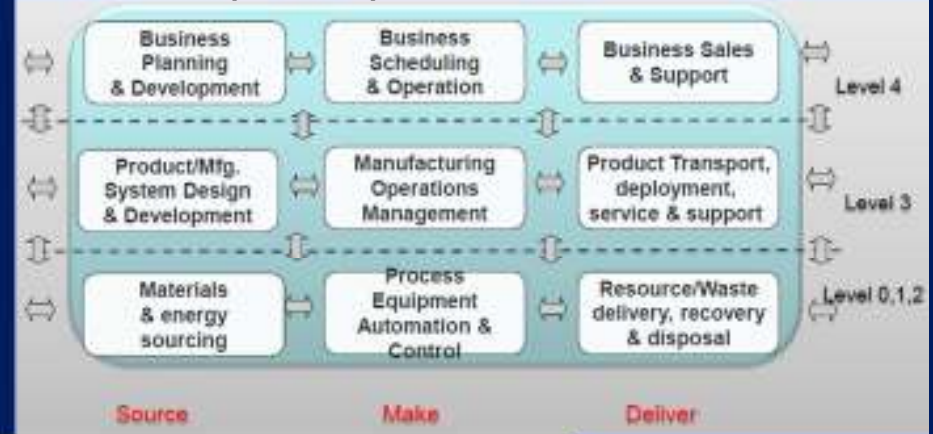 Business
Planning
& Development
Business
Scheduling
& Operation
Business Sales
& Support
Level 4
Product/Mfg.
System Design
& Development
Manufacturing
Operations
Management
Product Transport,
deployment,
service & support
Level 3
Materials
& energy
sourcing
Process
Equipment
Automation &
Control
Resource/Waste
delivery, recovery
& disposal
Level 0,1,2
Source
Make
Deliver